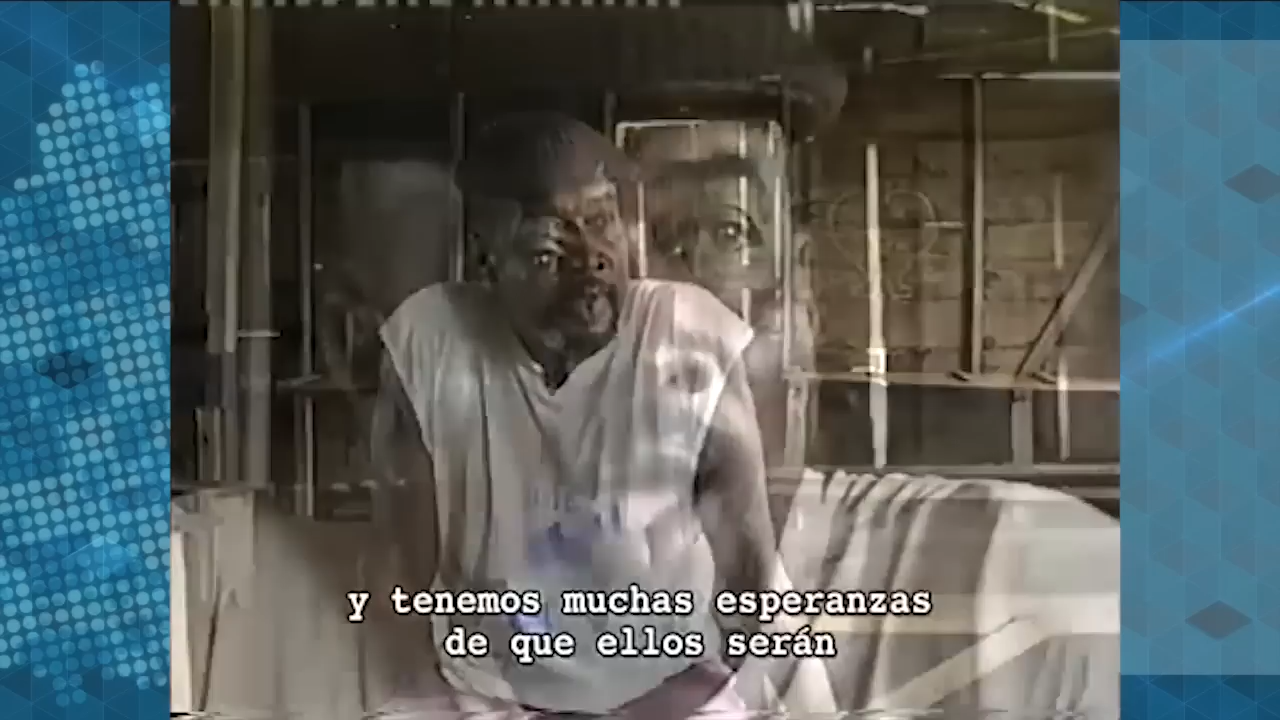 y tenemos muchas esperanzas
de que ellos serán